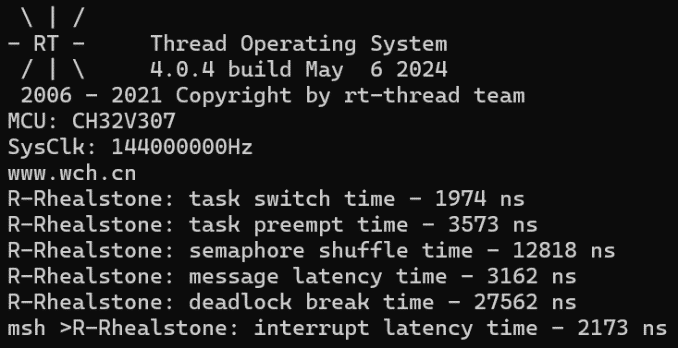 \ | /
- RT -     Thread Operating System
 / | \     4.0.4 build May  6 2024
 2006 - 2021 Copyright by rt-thread team
MCU: CH32V307
SysClk: 144000000Hz
www.wch.cn
R-Rhealstone: task switch time - 1974 ns
R-Rhealstone: task preempt time - 3573 ns
R-Rhealstone: semaphore shuffle time - 12818 ns
R-Rhealstone: message latency time - 3162 ns
R-Rhealstone: deadlock break time - 27562 ns
msh >R-Rhealstone: interrupt latency time - 2173 ns